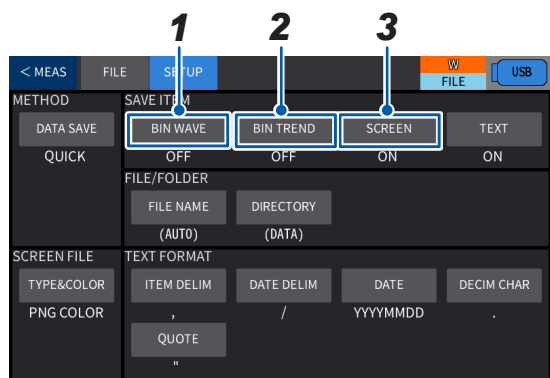 1 2 3
< MEAS FILE SETUP W FILE USB
METHOD SAVE ITEM
DATA SAVE BIN WAVE BIN TREND SCREEN TEXT
QUICK OFF OFF ON ON
FILE/FOLDER
FILE NAME DIRECTORY
(AUTO) (DATA)
SCREEN FILE TEXT FORMAT
TYPE&COLOR ITEM DELIM DATE DELIM DATE DECIM CHAR
PNG COLOR , / YYYYMMDD .
QUOTE
"